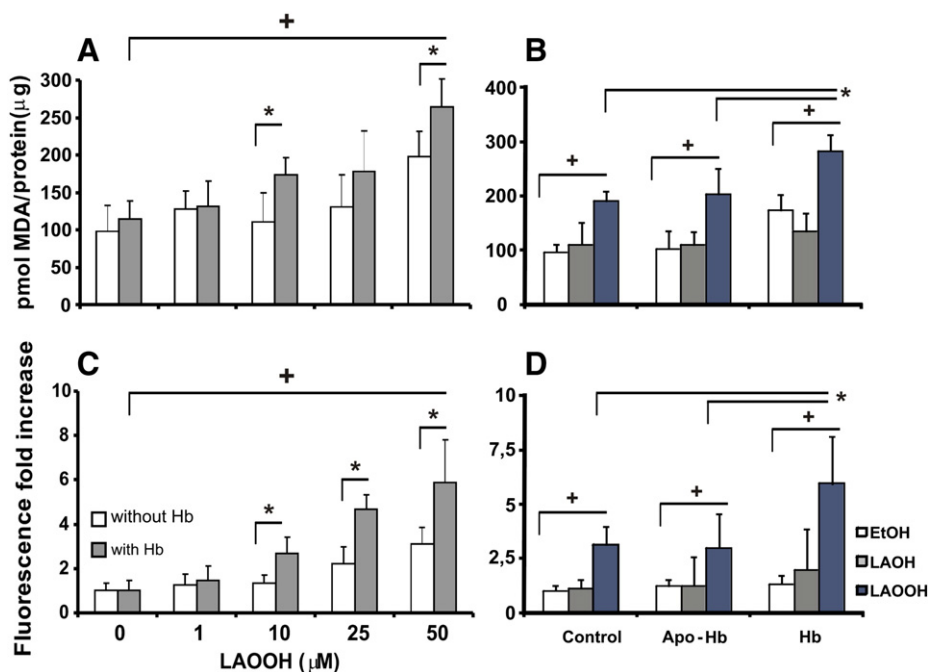 A
+
*
*
pmol MDA/protein(µg)
300
250
200
150
100
50
0
B
*
+
+
+
400
300
200
100
0
C
+
*
*
*
Fluorescence fold increase
10
8
6
4
2
0
without Hb
with Hb
0 1 10 25 50
LAOOH (µM)
D
*
+
+
+
10
7,5
5
2,5
0
EtOH
LAOH
LAOOH
Control Apo-Hb Hb